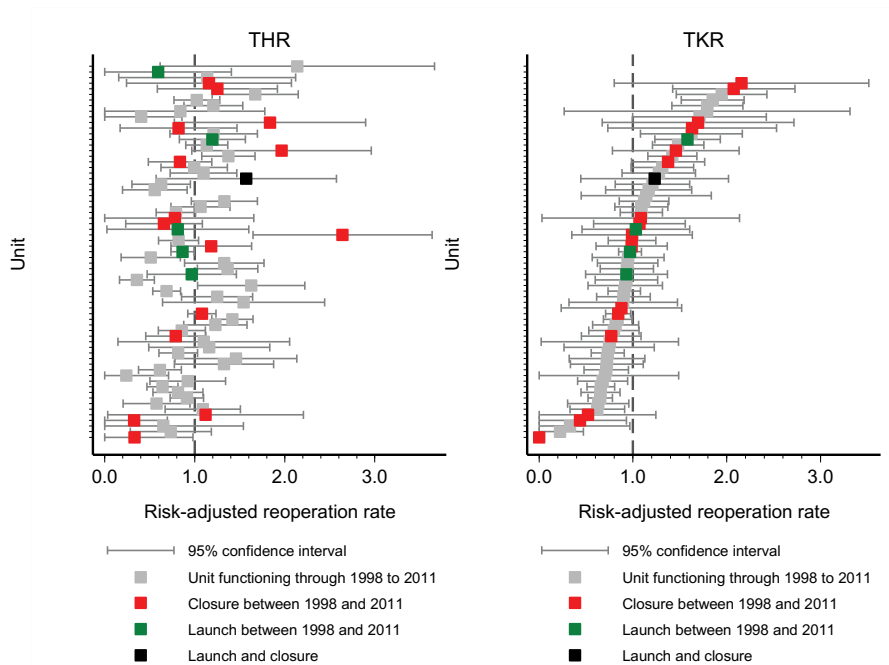 THR
TKR
Unit
Unit
0.0 1.0 2.0 3.0
0.0 1.0 2.0 3.0
Risk-adjusted reoperation rate
Risk-adjusted reoperation rate
95% confidence interval
Unit functioning through 1998 to 2011
Closure between 1998 and 2011
Launch between 1998 and 2011
Launch and closure
95% confidence interval
Unit functioning through 1998 to 2011
Closure between 1998 and 2011
Launch between 1998 and 2011
Launch and closure